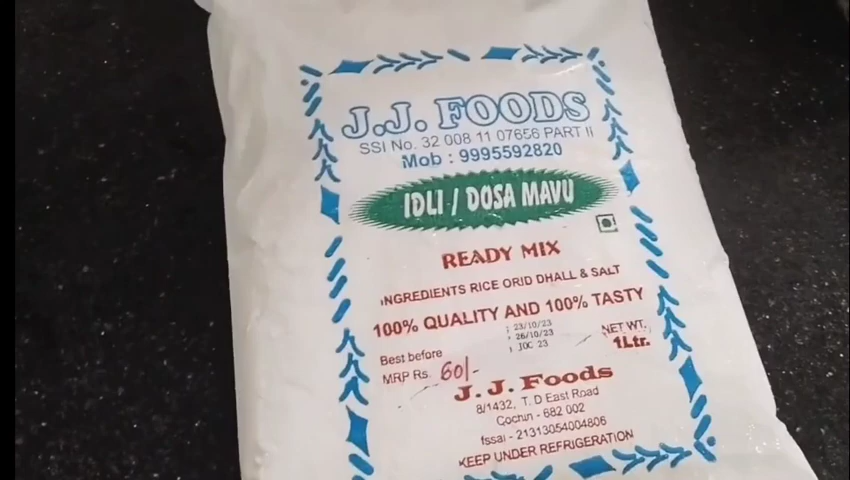 J.J. FOODS
SSI No. 32 008 11 07656 PART II
Mob : 9995592820
IDLI / DOSA MAVU
READY MIX
INGREDIENTS RICE ORID DHALL & SALT
100% QUALITY AND 100% TASTY
: 23/10/23
: 26/10/23
Best before
: JOC 23
NET WT.
1Ltr.
MRP Rs. 60/-
J. J. Foods
8/1432, T. D East Road
Cochin - 682 002
fssai - 21313054004806
KEEP UNDER REFRIGERATION